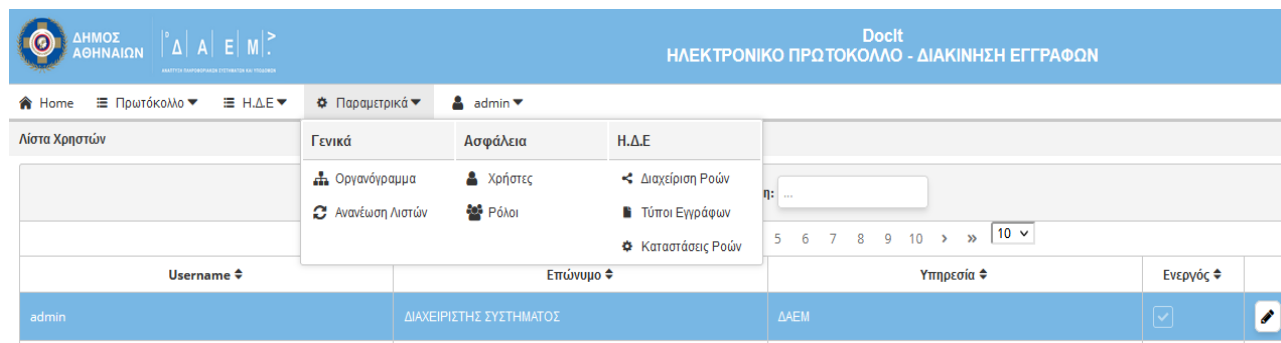 ΔΗΜΟΣ
ΑΘΗΝΑΙΩΝ
Δ Α Ε Μ
DocIt
ΗΛΕΚΤΡΟΝΙΚΟ ΠΡΩΤΟΚΟΛΛΟ - ΔΙΑΚΙΝΗΣΗ ΕΓΓΡΑΦΩΝ
Home Πρωτόκολλο Η.Δ.Ε Παραμετρικά admin
Λίστα Χρηστών
Γενικά Ασφάλεια Η.Δ.Ε
Οργανόγραμμα Χρήστες Διαχείριση Ροών
η: ...
Ανανέωση Λιστών Ρόλοι Τύποι Εγγράφων
Καταστάσεις Ροών
5 6 7 8 9 10 › » 10
Username Επώνυμο Υπηρεσία Ενεργός
admin ΔΙΑΧΕΙΡΙΣΤΗΣ ΣΥΣΤΗΜΑΤΟΣ ΔΑΕΜ